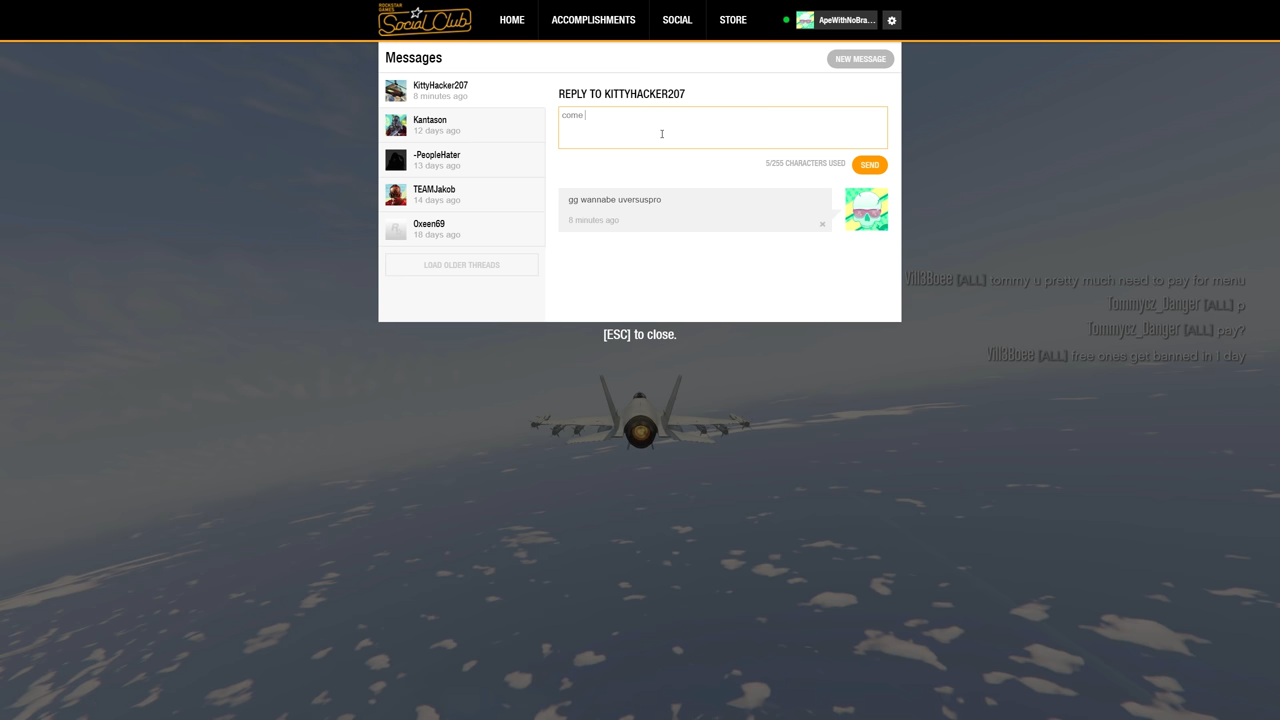 ROCKSTAR GAMES
Social Club
HOME
ACCOMPLISHMENTS
SOCIAL
STORE
ApeWithNoBra...
Messages
NEW MESSAGE
KittyHacker207
8 minutes ago
Kantason
12 days ago
-PeopleHater
13 days ago
TEAMJakob
14 days ago
Oxeen69
18 days ago
LOAD OLDER THREADS
REPLY TO KITTYHACKER207
come
5/255 CHARACTERS USED
SEND
gg wannabe uversuspro
8 minutes ago
[ESC] to close.
Vill3Boee [ALL] tommy u pretty much need to pay for menu
Tommycz_Danger [ALL] p
Tommycz_Danger [ALL] pay?
Vill3Boee [ALL] free ones get banned in 1 day